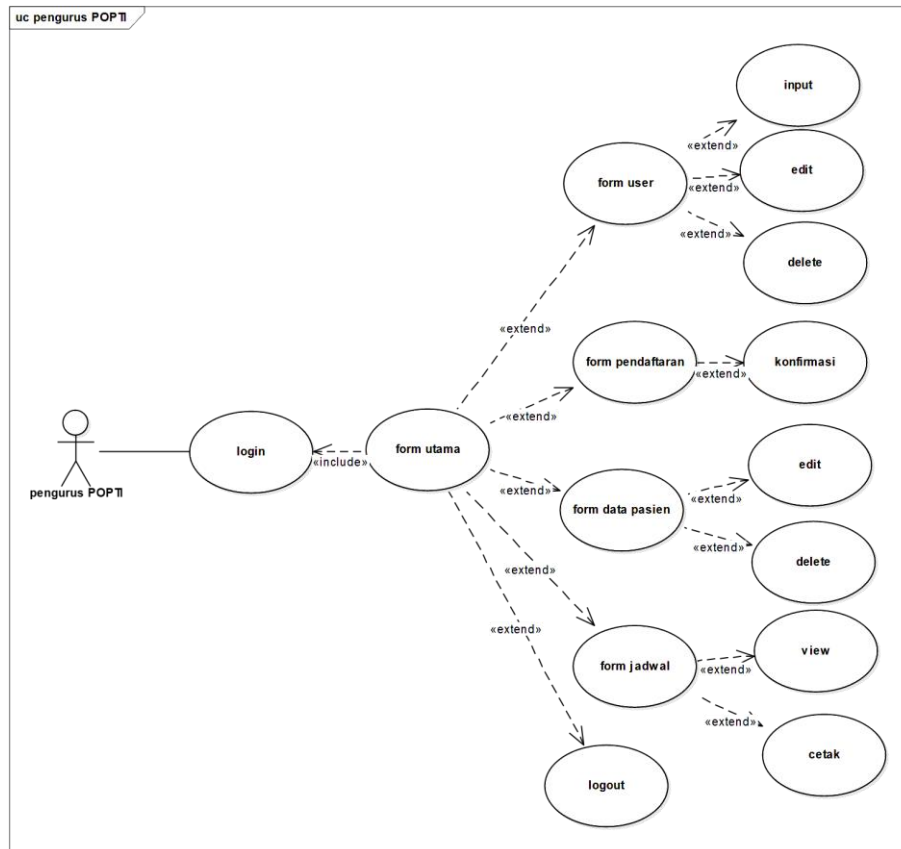 uc pengurus POPTI
input
«extend»
form user
edit
«extend»
«extend»
delete
«extend»
form pendaftaran
konfirmasi
«extend»
«extend»
login
form utama
«include»
pengurus POPTI
edit
«extend»
«extend»
form data pasien
«extend»
delete
«extend»
view
form jadwal
«extend»
«extend»
«extend»
cetak
logout